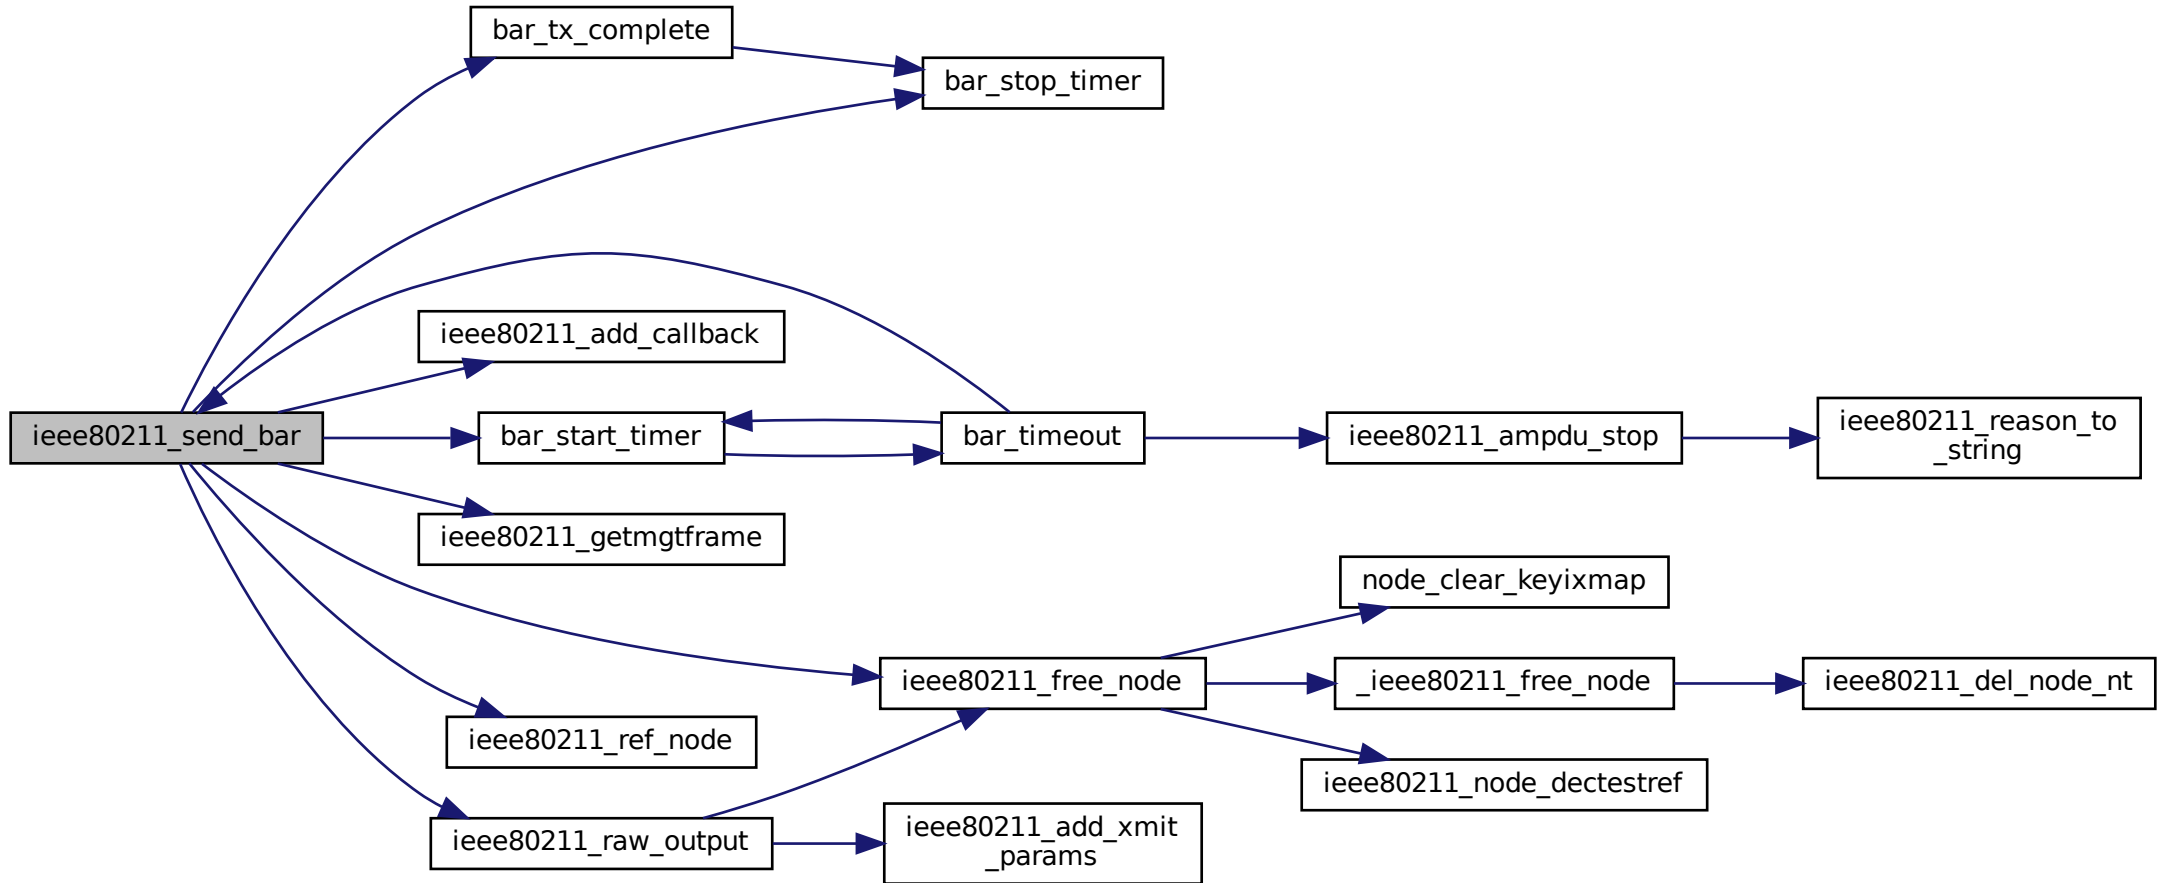 bar_tx_complete
bar_stop_timer
ieee80211_add_callback
ieee80211_send_bar
bar_start_timer
bar_timeout
ieee80211_ampdu_stop
ieee80211_reason_to
_string
ieee80211_getmgtframe
node_clear_keyixmap
ieee80211_free_node
_ieee80211_free_node
ieee80211_del_node_nt
ieee80211_ref_node
ieee80211_node_dectestref
ieee80211_raw_output
ieee80211_add_xmit
_params